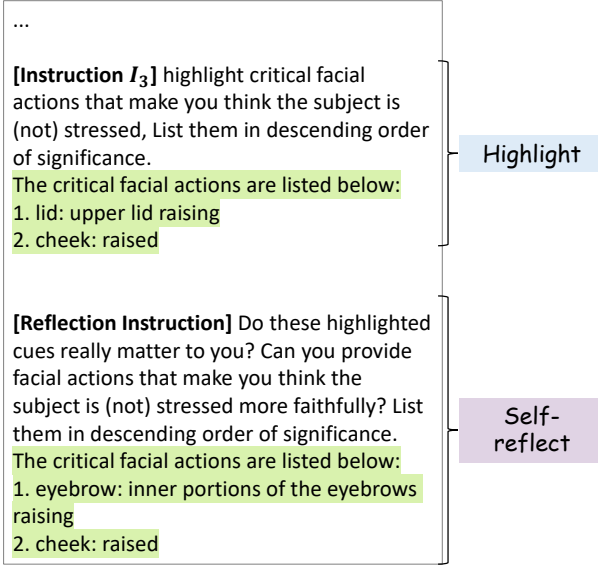 ...
[Instruction I₃] highlight critical facial
actions that make you think the subject is
(not) stressed, List them in descending order
of significance.
The critical facial actions are listed below:
1. lid: upper lid raising
2. cheek: raised
Highlight
[Reflection Instruction] Do these highlighted
cues really matter to you? Can you provide
facial actions that make you think the
subject is (not) stressed more faithfully? List
them in descending order of significance.
The critical facial actions are listed below:
1. eyebrow: inner portions of the eyebrows
raising
2. cheek: raised
Self-
reflect